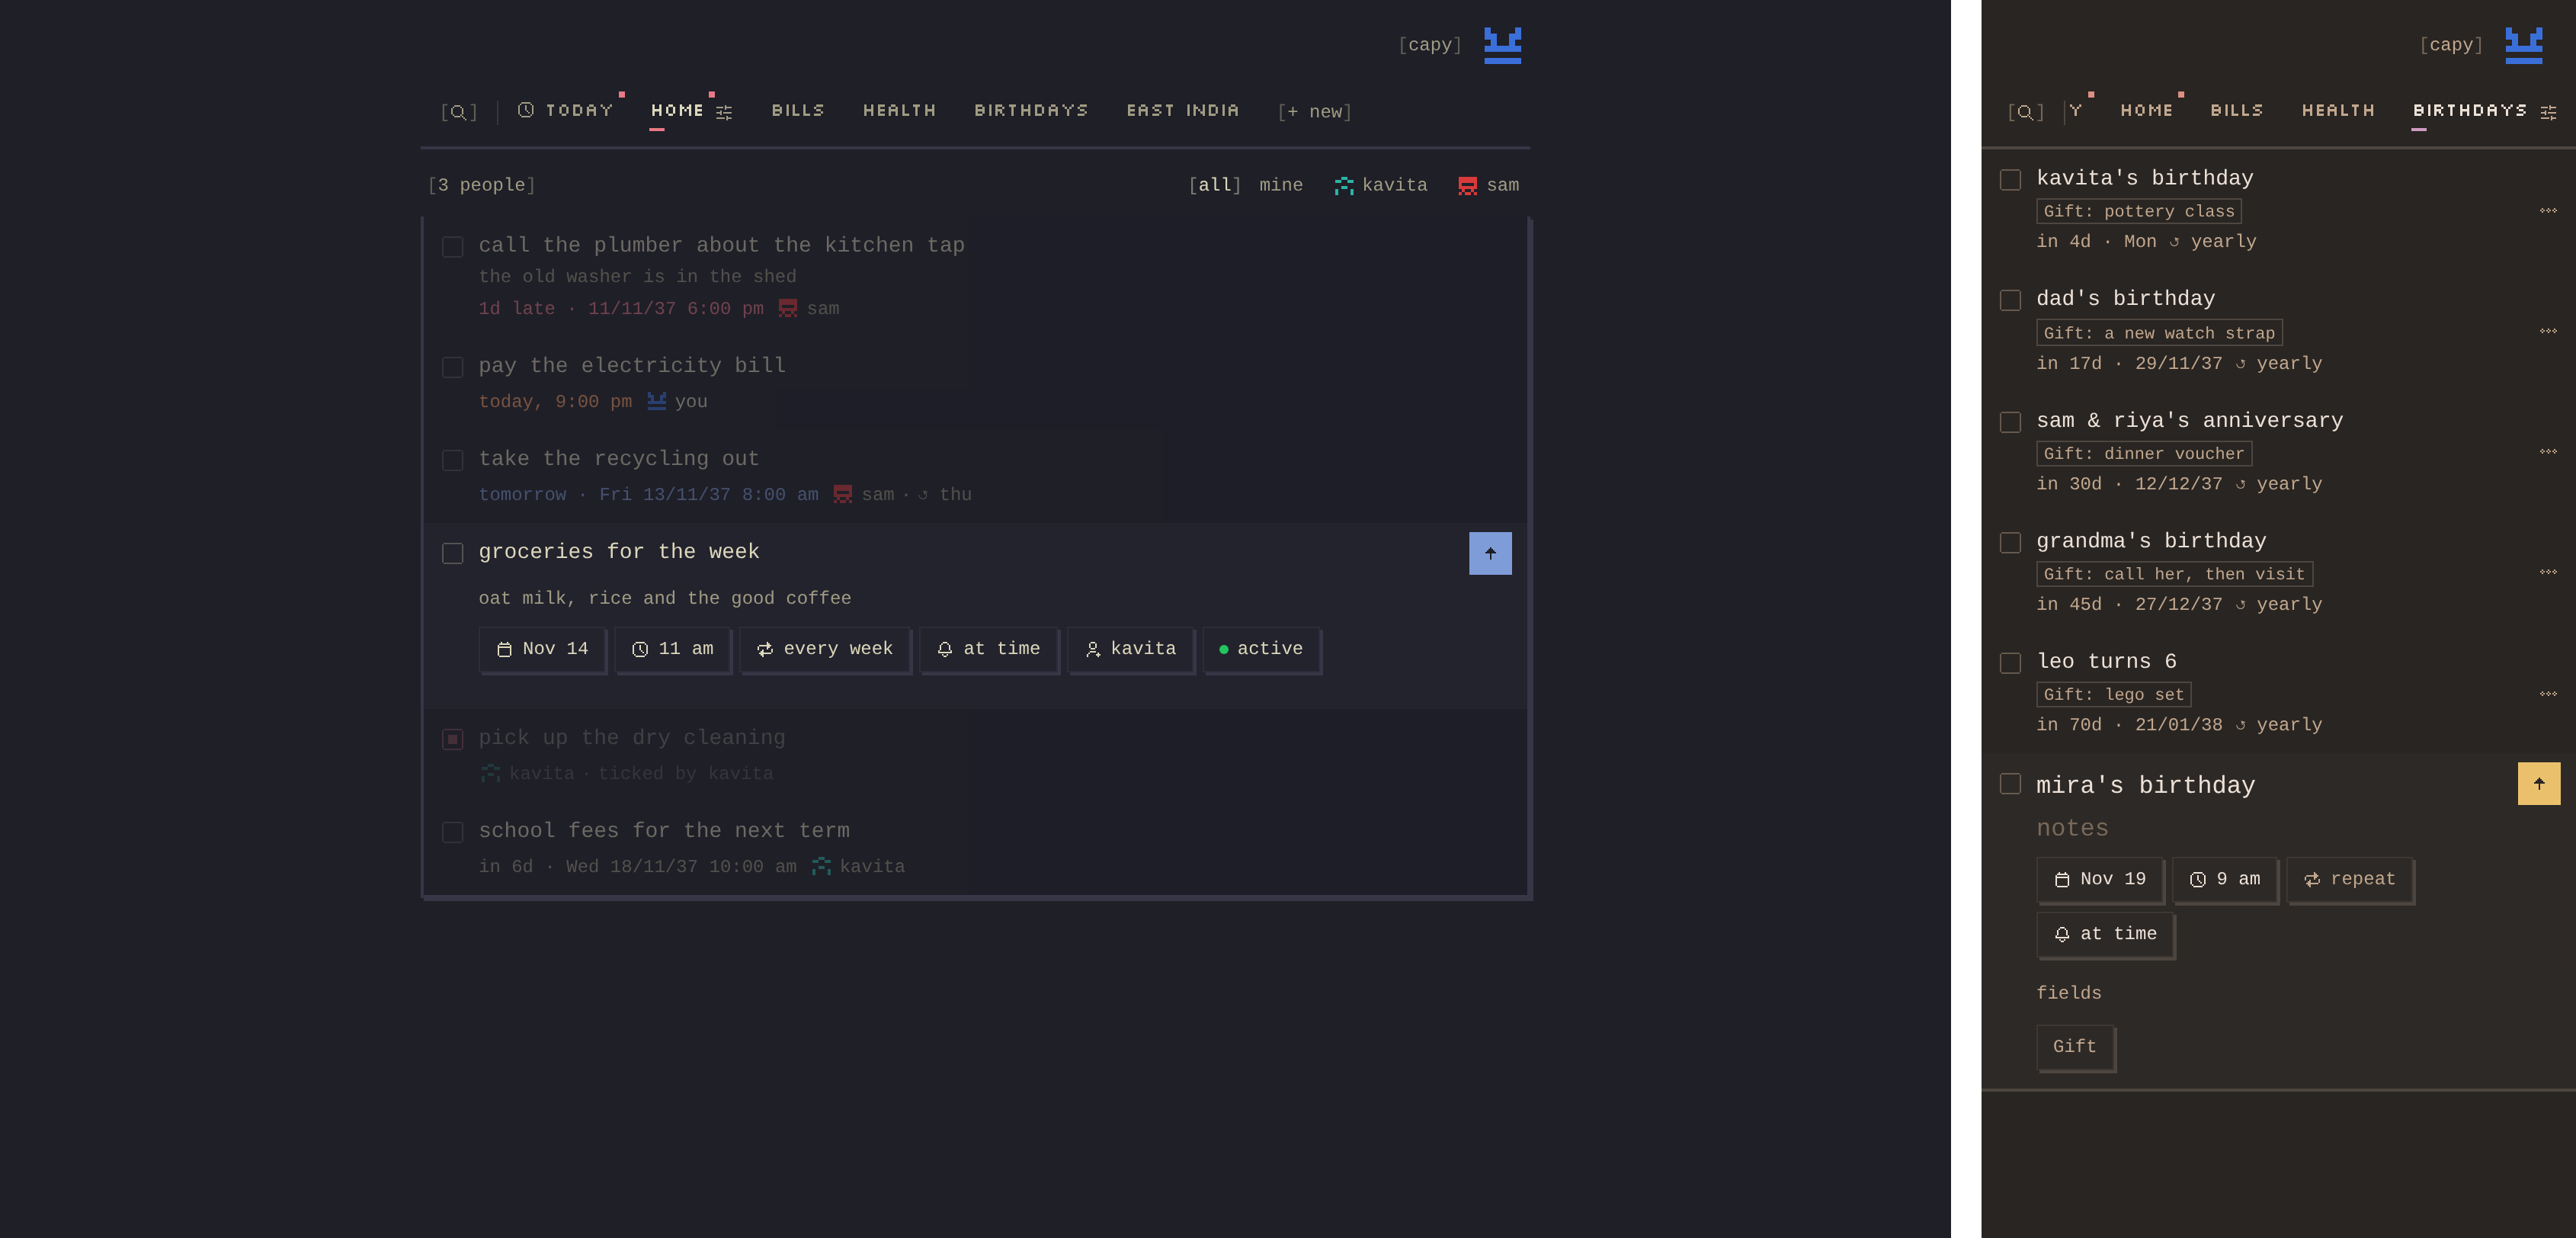 [capy]
TODAY HOME BILLS HEALTH BIRTHDAYS EAST INDIA [+ new]
[3 people] [all] mine kavita sam
call the plumber about the kitchen tap
the old washer is in the shed
1d late · 11/11/37 6:00 pm sam
pay the electricity bill
today, 9:00 pm you
take the recycling out
tomorrow · Fri 13/11/37 8:00 am sam · thu
groceries for the week
oat milk, rice and the good coffee
Nov 14 11 am every week at time kavita active
pick up the dry cleaning
kavita · ticked by kavita
school fees for the next term
in 6d · Wed 18/11/37 10:00 am kavita
[capy]
Y HOME BILLS HEALTH BIRTHDAYS
kavita's birthday
Gift: pottery class
in 4d · Mon yearly
dad's birthday
Gift: a new watch strap
in 17d · 29/11/37 yearly
sam & riya's anniversary
Gift: dinner voucher
in 30d · 12/12/37 yearly
grandma's birthday
Gift: call her, then visit
in 45d · 27/12/37 yearly
leo turns 6
Gift: lego set
in 70d · 21/01/38 yearly
mira's birthday
notes
Nov 19 9 am repeat
at time
fields
Gift